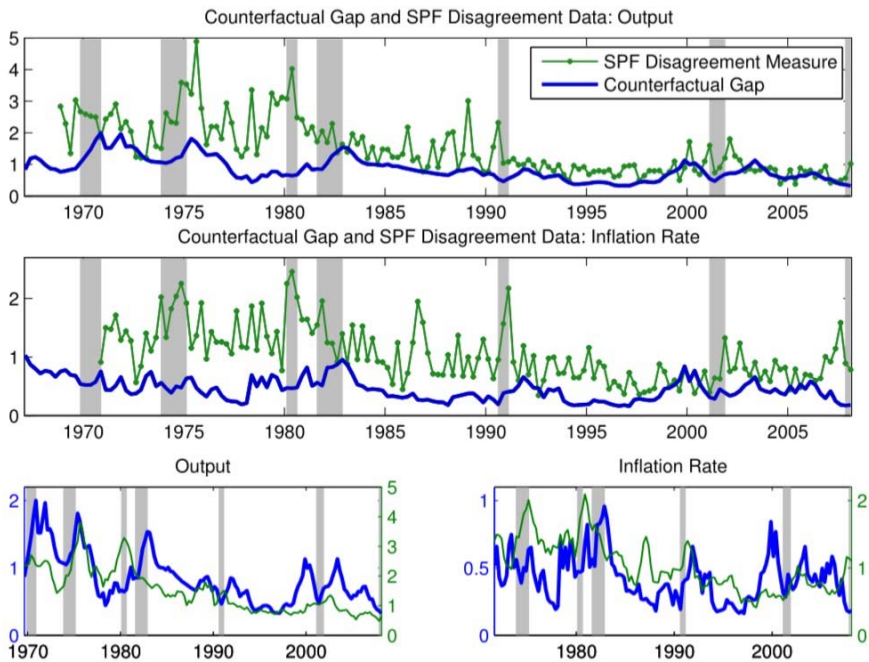 Counterfactual Gap and SPF Disagreement Data: Output
5
4
3
2
1
0
SPF Disagreement Measure
Counterfactual Gap
1970 1975 1980 1985 1990 1995 2000 2005
Counterfactual Gap and SPF Disagreement Data: Inflation Rate
2
1
0
1970 1975 1980 1985 1990 1995 2000 2005
Output
2
1
0
5
4
3
2
1
0
1970 1980 1990 2000
Inflation Rate
1
0.5
0
2
1
0
1980 1990 2000